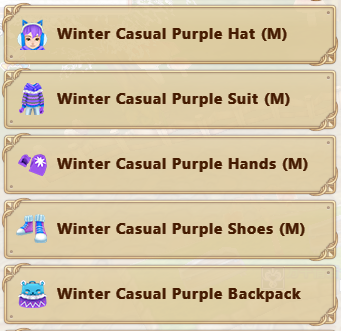 Winter Casual Purple Hat (M)
Winter Casual Purple Suit (M)
Winter Casual Purple Hands (M)
Winter Casual Purple Shoes (M)
Winter Casual Purple Backpack